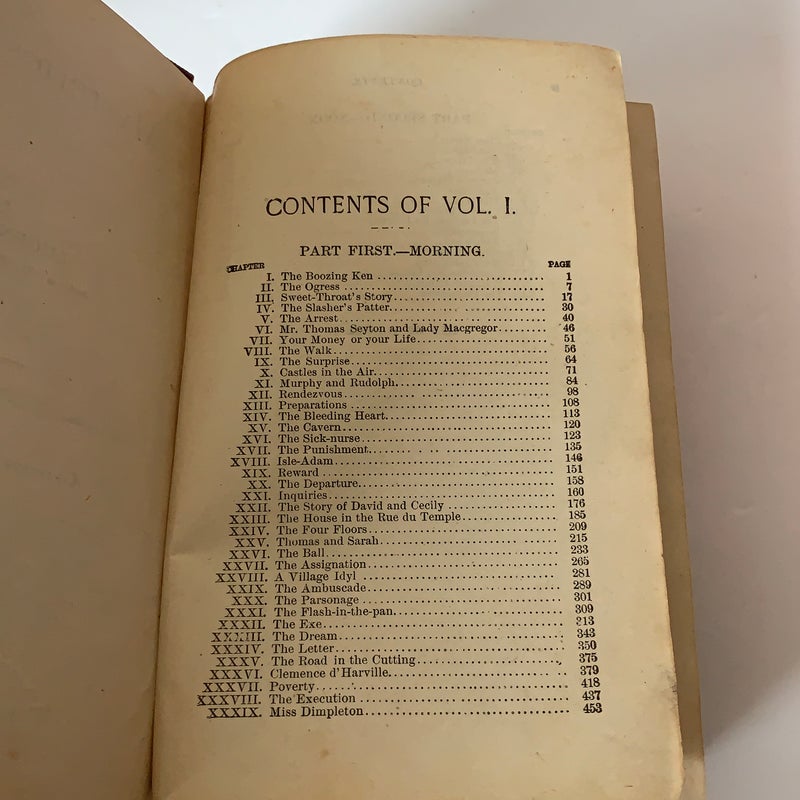 CONTENTS OF VOL. I.
PART FIRST.—MORNING.
CHAPTER PAGE
I. The Boozing Ken 1
II. The Ogress 7
III. Sweet-Throat's Story 17
IV. The Slasher's Patter 30
V. The Arrest 40
VI. Mr. Thomas Seyton and Lady Macgregor 46
VII. Your Money or your Life 51
VIII. The Walk 56
IX. The Surprise 64
X. Castles in the Air 71
XI. Murphy and Rudolph 84
XII. Rendezvous 98
XIII. Preparations 108
XIV. The Bleeding Heart 113
XV. The Cavern 120
XVI. The Sick-nurse 123
XVII. The Punishment 135
XVIII. Isle-Adam 146
XIX. Reward 151
XX. The Departure 158
XXI. Inquiries 160
XXII. The Story of David and Cecily 176
XXIII. The House in the Rue du Temple 185
XXIV. The Four Floors 209
XXV. Thomas and Sarah 215
XXVI. The Ball 233
XXVII. The Assignation 265
XXVIII. A Village Idyl 281
XXIX. The Ambuscade 289
XXX. The Parsonage 301
XXXI. The Flash-in-the-pan 309
XXXII. The Exe 313
XXXIII. The Dream 343
XXXIV. The Letter 350
XXXV. The Road in the Cutting 375
XXXVI. Clemence d'Harville 379
XXXVII. Poverty 418
XXXVIII. The Execution 437
XXXIX. Miss Dimpleton 453